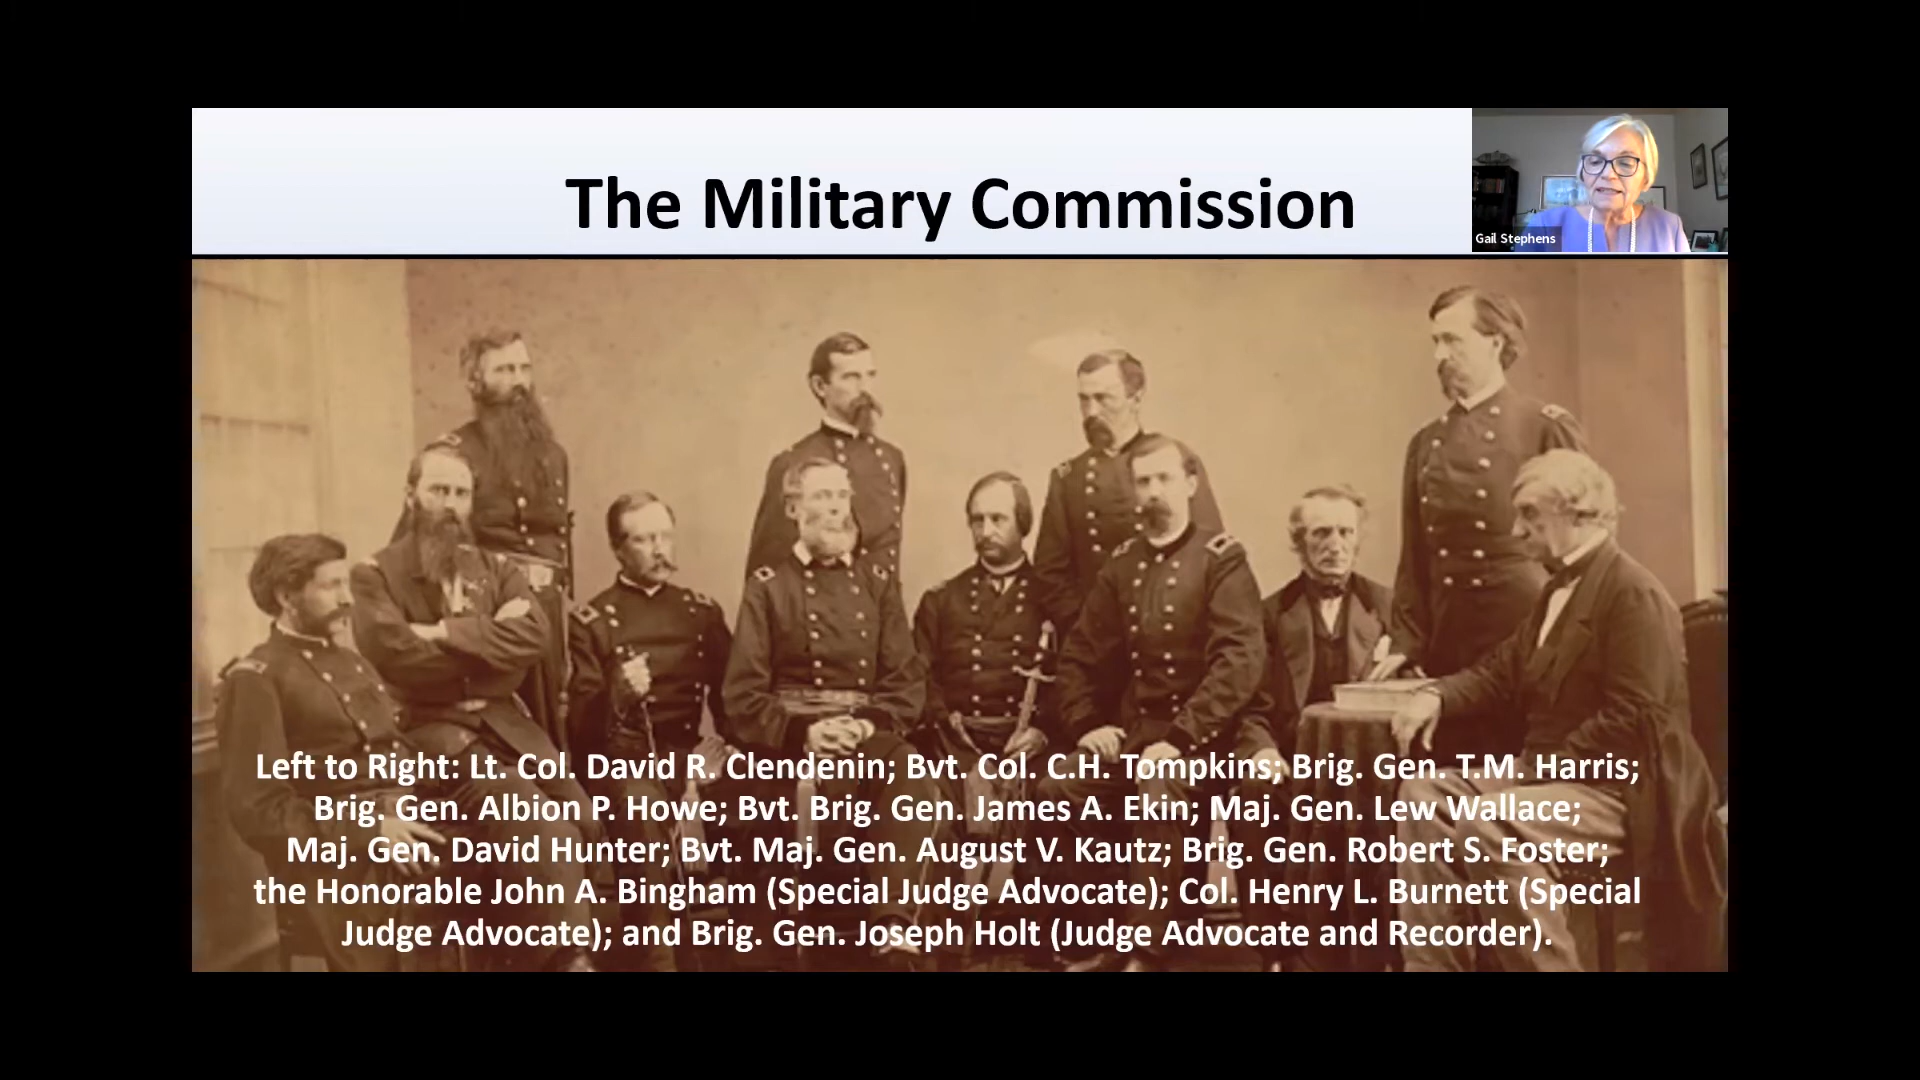 The Military Commission
Gail Stephens
Left to Right: Lt. Col. David R. Clendenin; Bvt. Col. C.H. Tompkins; Brig. Gen. T.M. Harris;
Brig. Gen. Albion P. Howe; Bvt. Brig. Gen. James A. Ekin; Maj. Gen. Lew Wallace;
Maj. Gen. David Hunter; Bvt. Maj. Gen. August V. Kautz; Brig. Gen. Robert S. Foster;
the Honorable John A. Bingham (Special Judge Advocate); Col. Henry L. Burnett (Special
Judge Advocate); and Brig. Gen. Joseph Holt (Judge Advocate and Recorder).